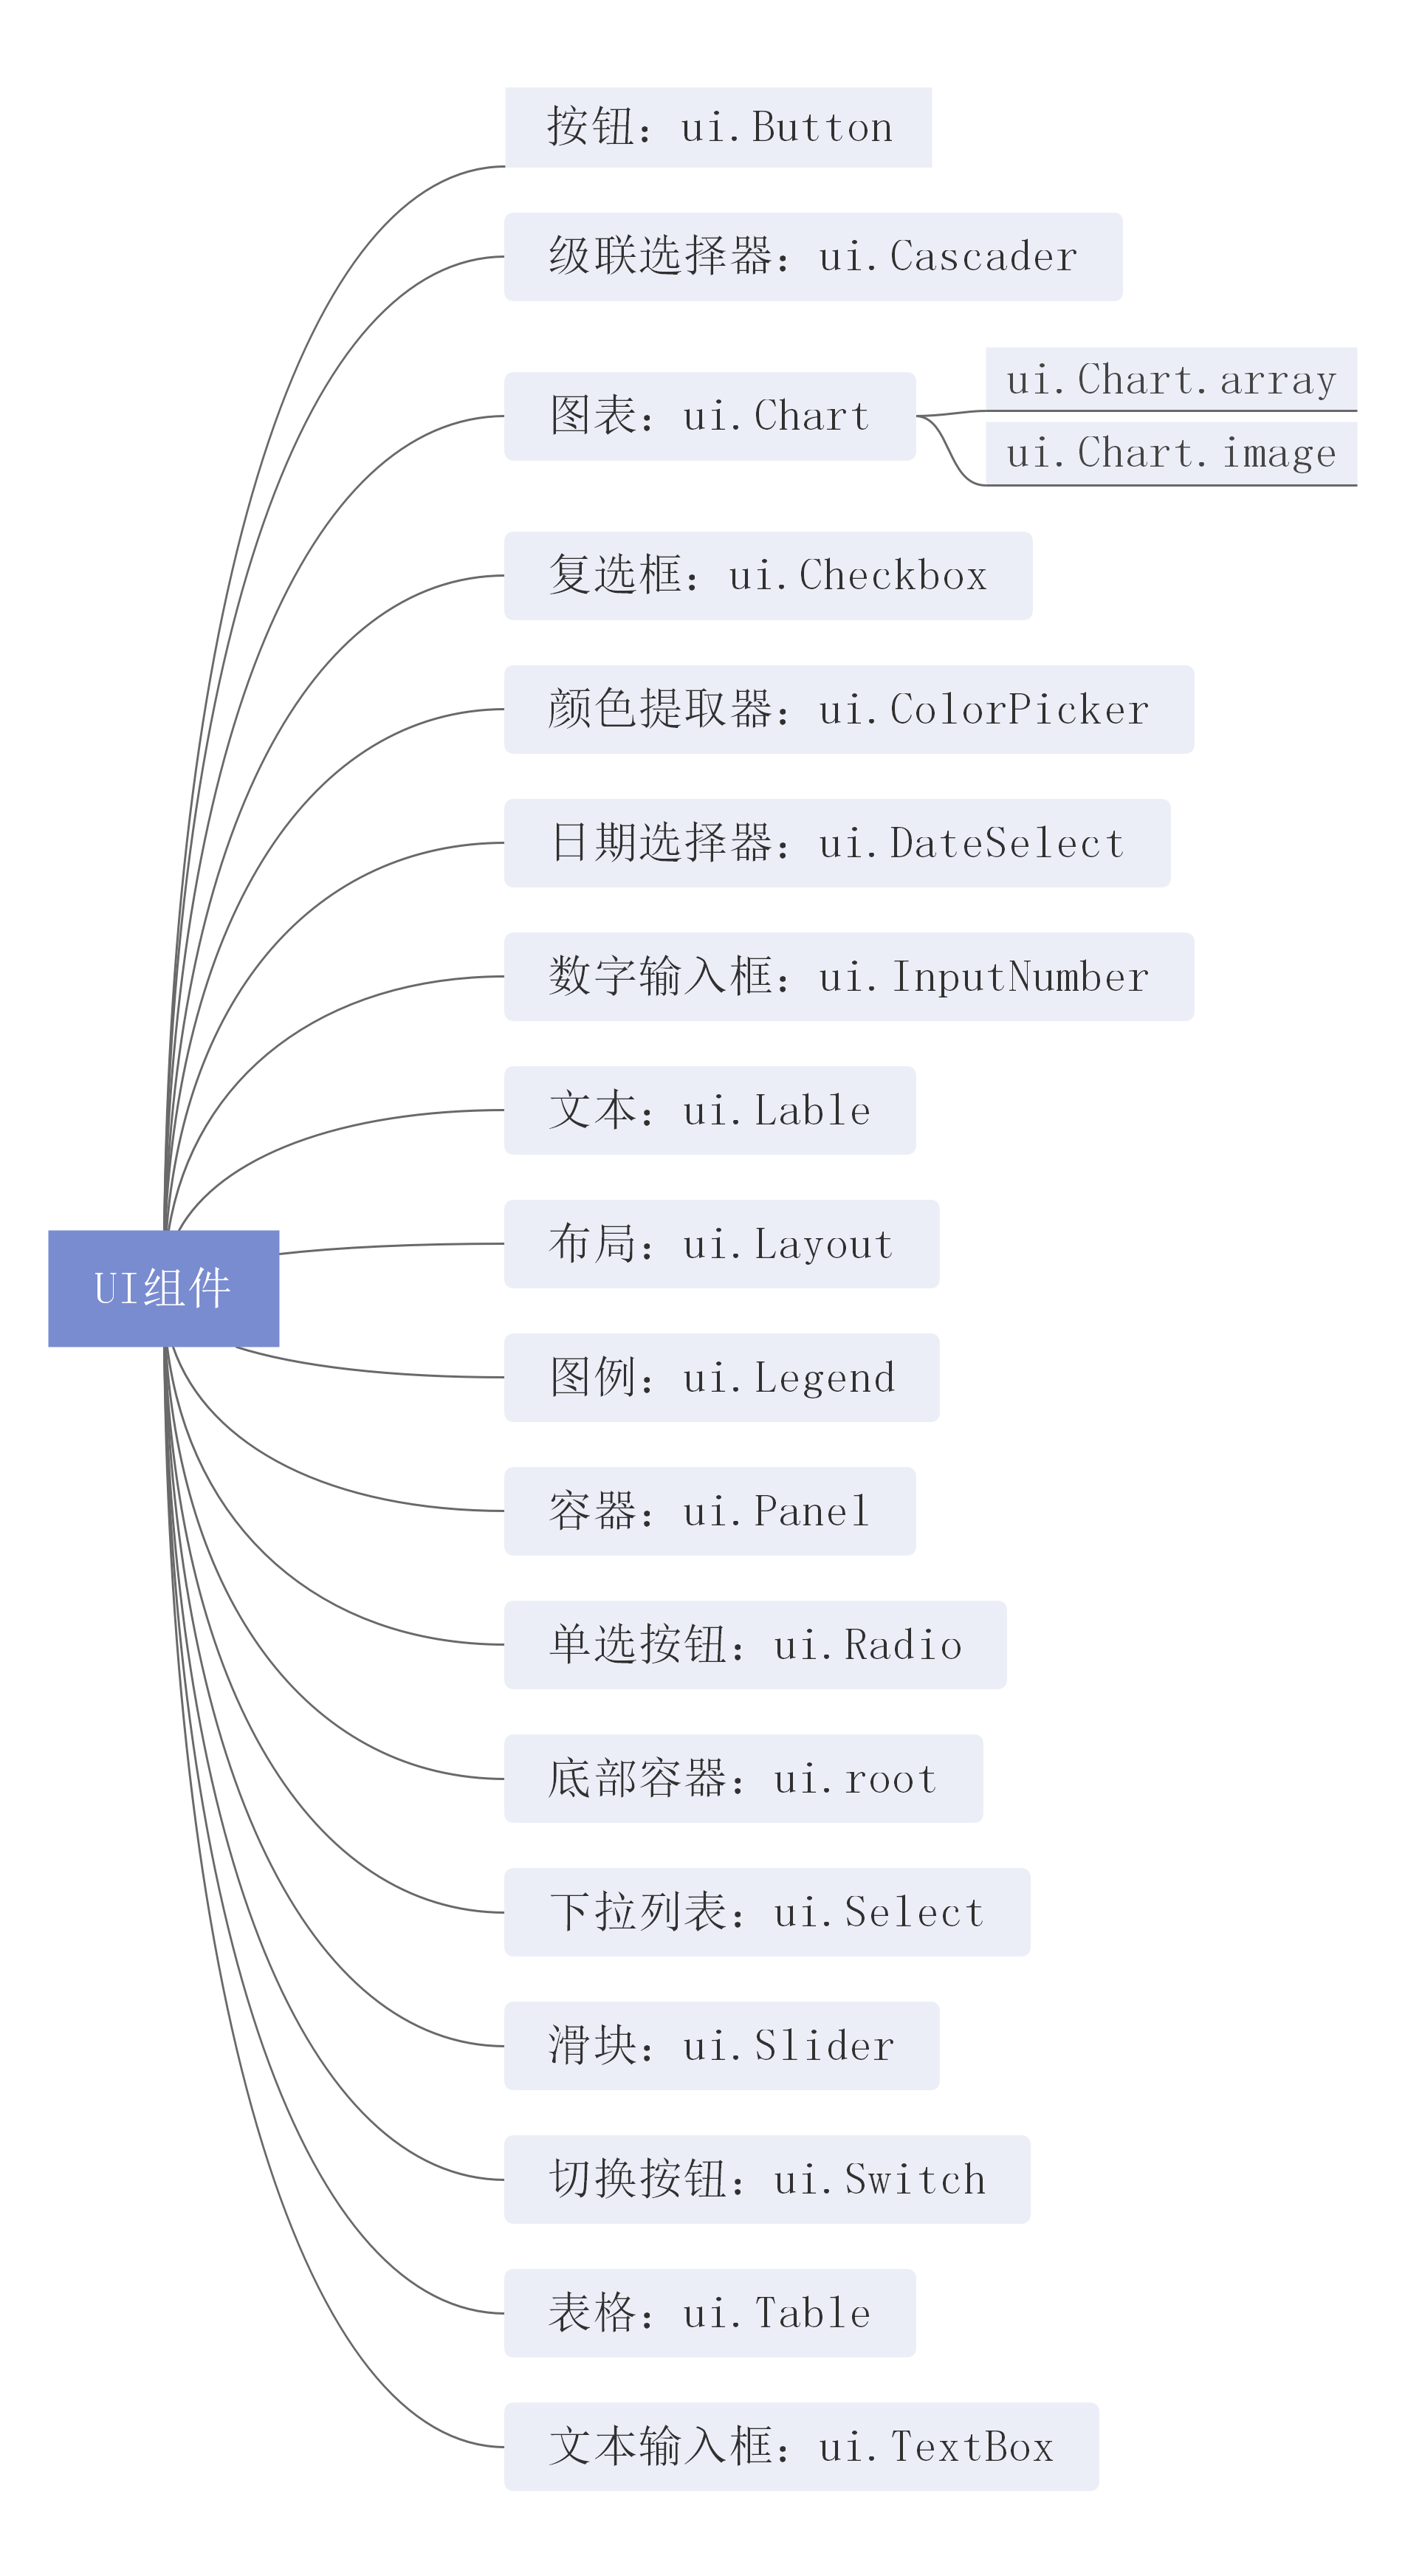 按钮：ui.Button
级联选择器：ui.Cascader
图表：ui.Chart
ui.Chart.array
ui.Chart.image
复选框：ui.Checkbox
颜色提取器：ui.ColorPicker
日期选择器：ui.DateSelect
数字输入框：ui.InputNumber
文本：ui.Lable
布局：ui.Layout
UI组件
图例：ui.Legend
容器：ui.Panel
单选按钮：ui.Radio
底部容器：ui.root
下拉列表：ui.Select
滑块：ui.Slider
切换按钮：ui.Switch
表格：ui.Table
文本输入框：ui.TextBox